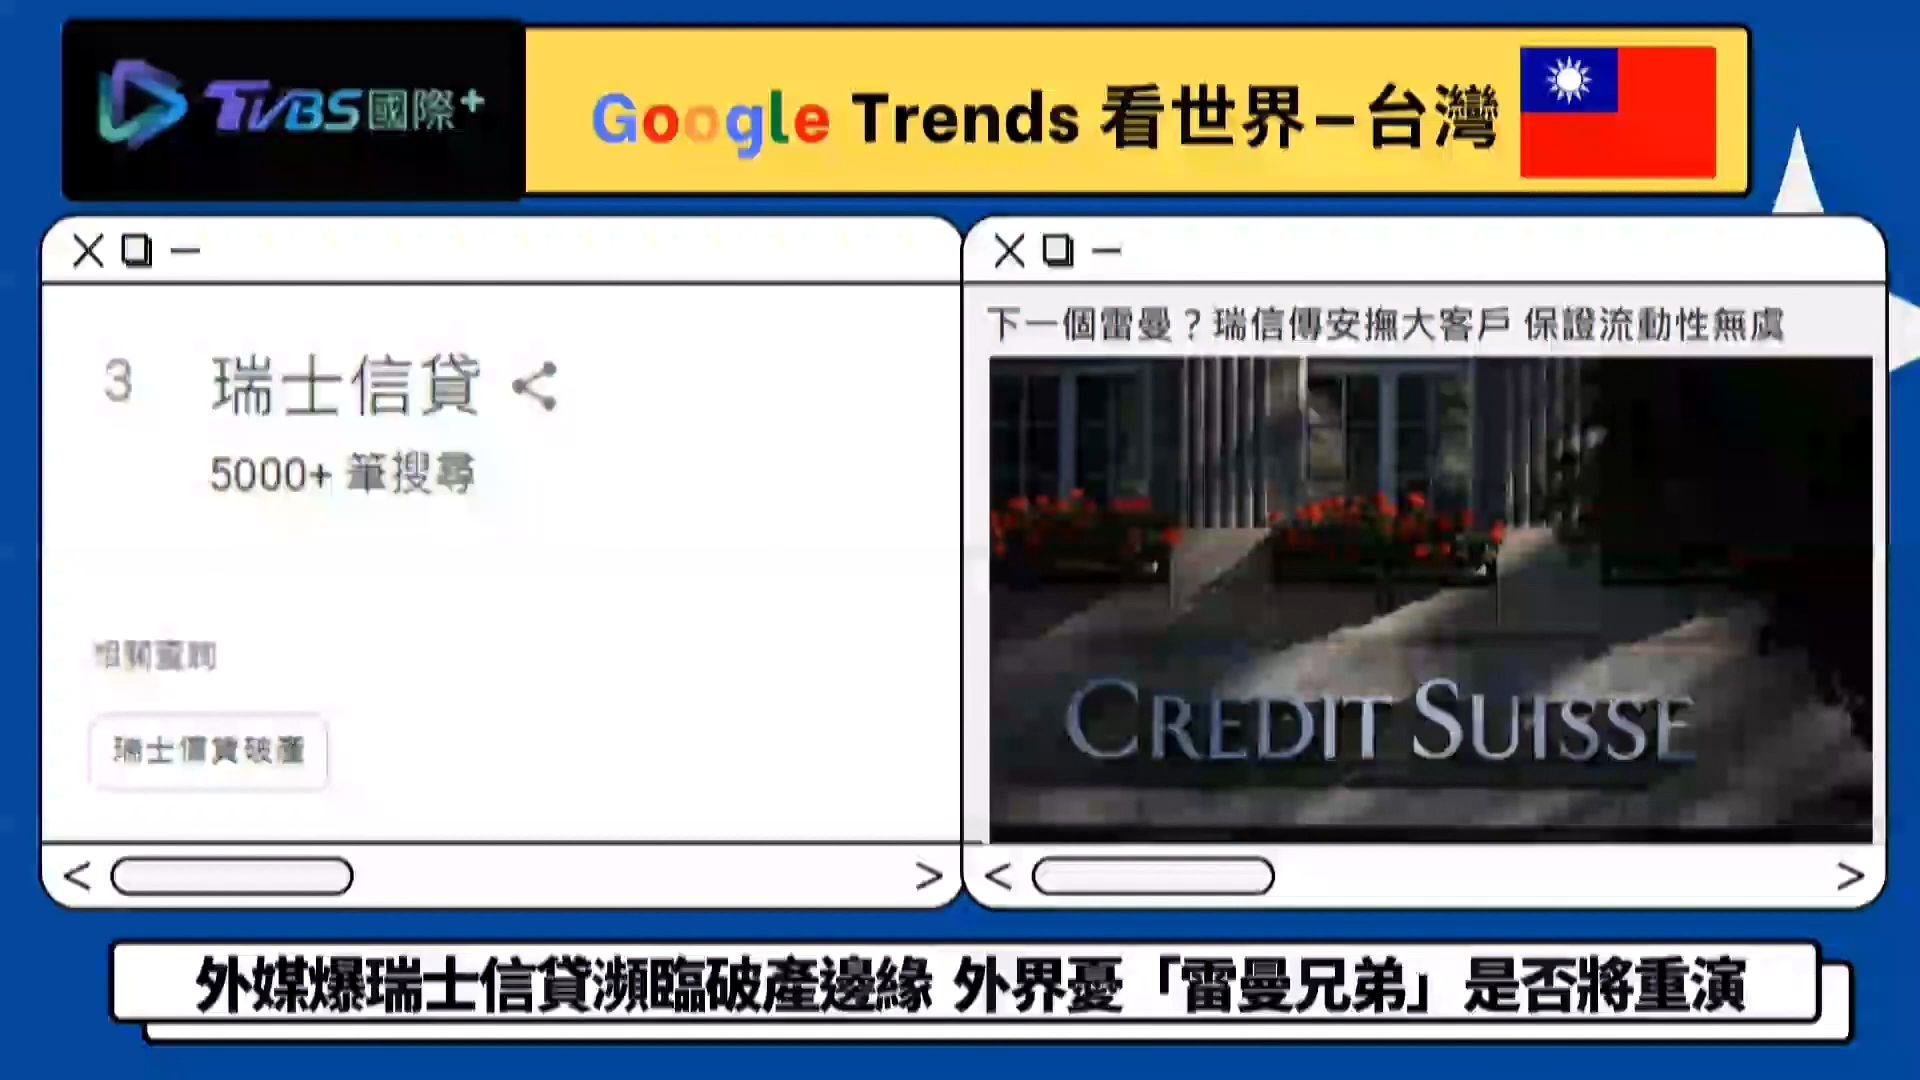 TVBS國際+
Google Trends 看世界-台灣
3 瑞士信貸
5000+ 筆搜尋
相關查詢
瑞士信貸破產
下一個雷曼？瑞信傳安撫大客戶 保證流動性無虞
CREDIT SUISSE
外媒爆瑞士信貸瀕臨破產邊緣 外界憂「雷曼兄弟」是否將重演